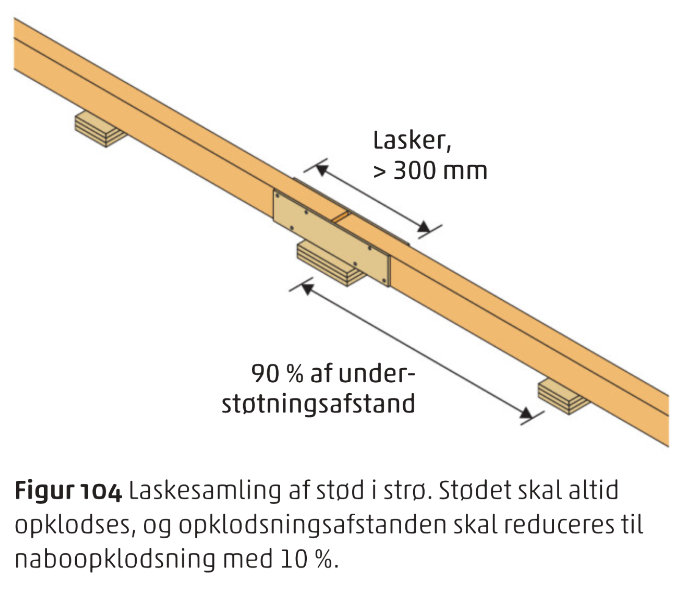 Lasker,
> 300 mm
90 % af under-
støtningsafstand
Figur 104 Laskesamling af stød i strø. Stødet skal altid
opklodses, og opklodsningsafstanden skal reduceres til
naboopklodsning med 10 %.